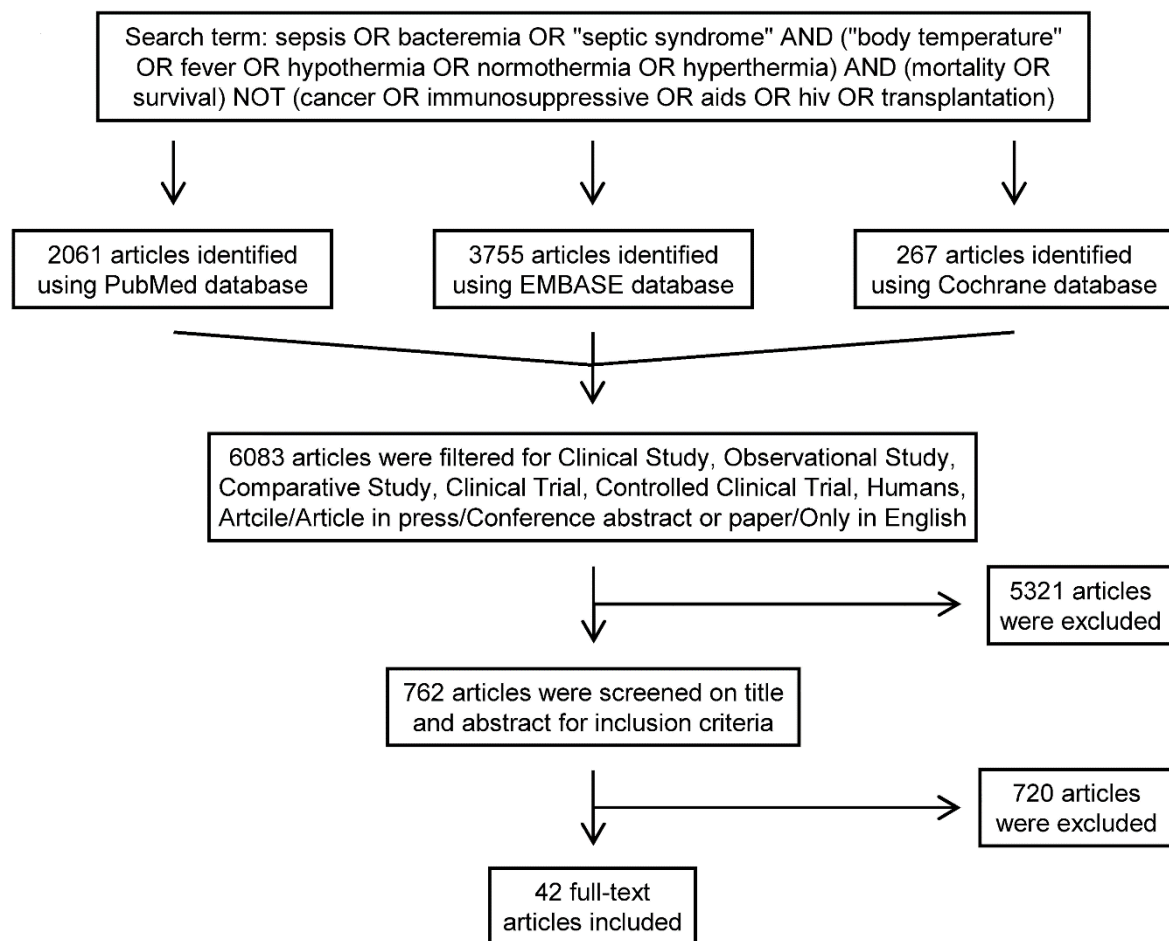 Search term: sepsis OR bacteremia OR "septic syndrome" AND ("body temperature"
OR fever OR hypothermia OR normothermia OR hyperthermia) AND (mortality OR
survival) NOT (cancer OR immunosuppressive OR aids OR hiv OR transplantation)
2061 articles identified
using PubMed database
3755 articles identified
using EMBASE database
267 articles identified
using Cochrane database
6083 articles were filtered for Clinical Study, Observational Study,
Comparative Study, Clinical Trial, Controlled Clinical Trial, Humans,
Artcile/Article in press/Conference abstract or paper/Only in English
5321 articles
were excluded
762 articles were screened on title
and abstract for inclusion criteria
720 articles
were excluded
42 full-text
articles included